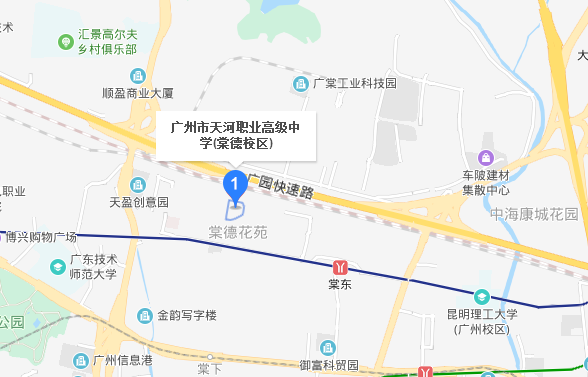 汇景高尔夫
乡村俱乐部
顺盈商业大厦
广棠工业科技园
广州市天河职业高级中
学(棠德校区)
1
广园快速路
车陂建材
集散中心
天盈创意园
职业
院
中海康城花园
棠德花苑
博兴购物广场
广东技术
师范大学
棠东
昆明理工大学
(广州校区)
公园
金韵写字楼
广州信息港
棠下
御富科贸园